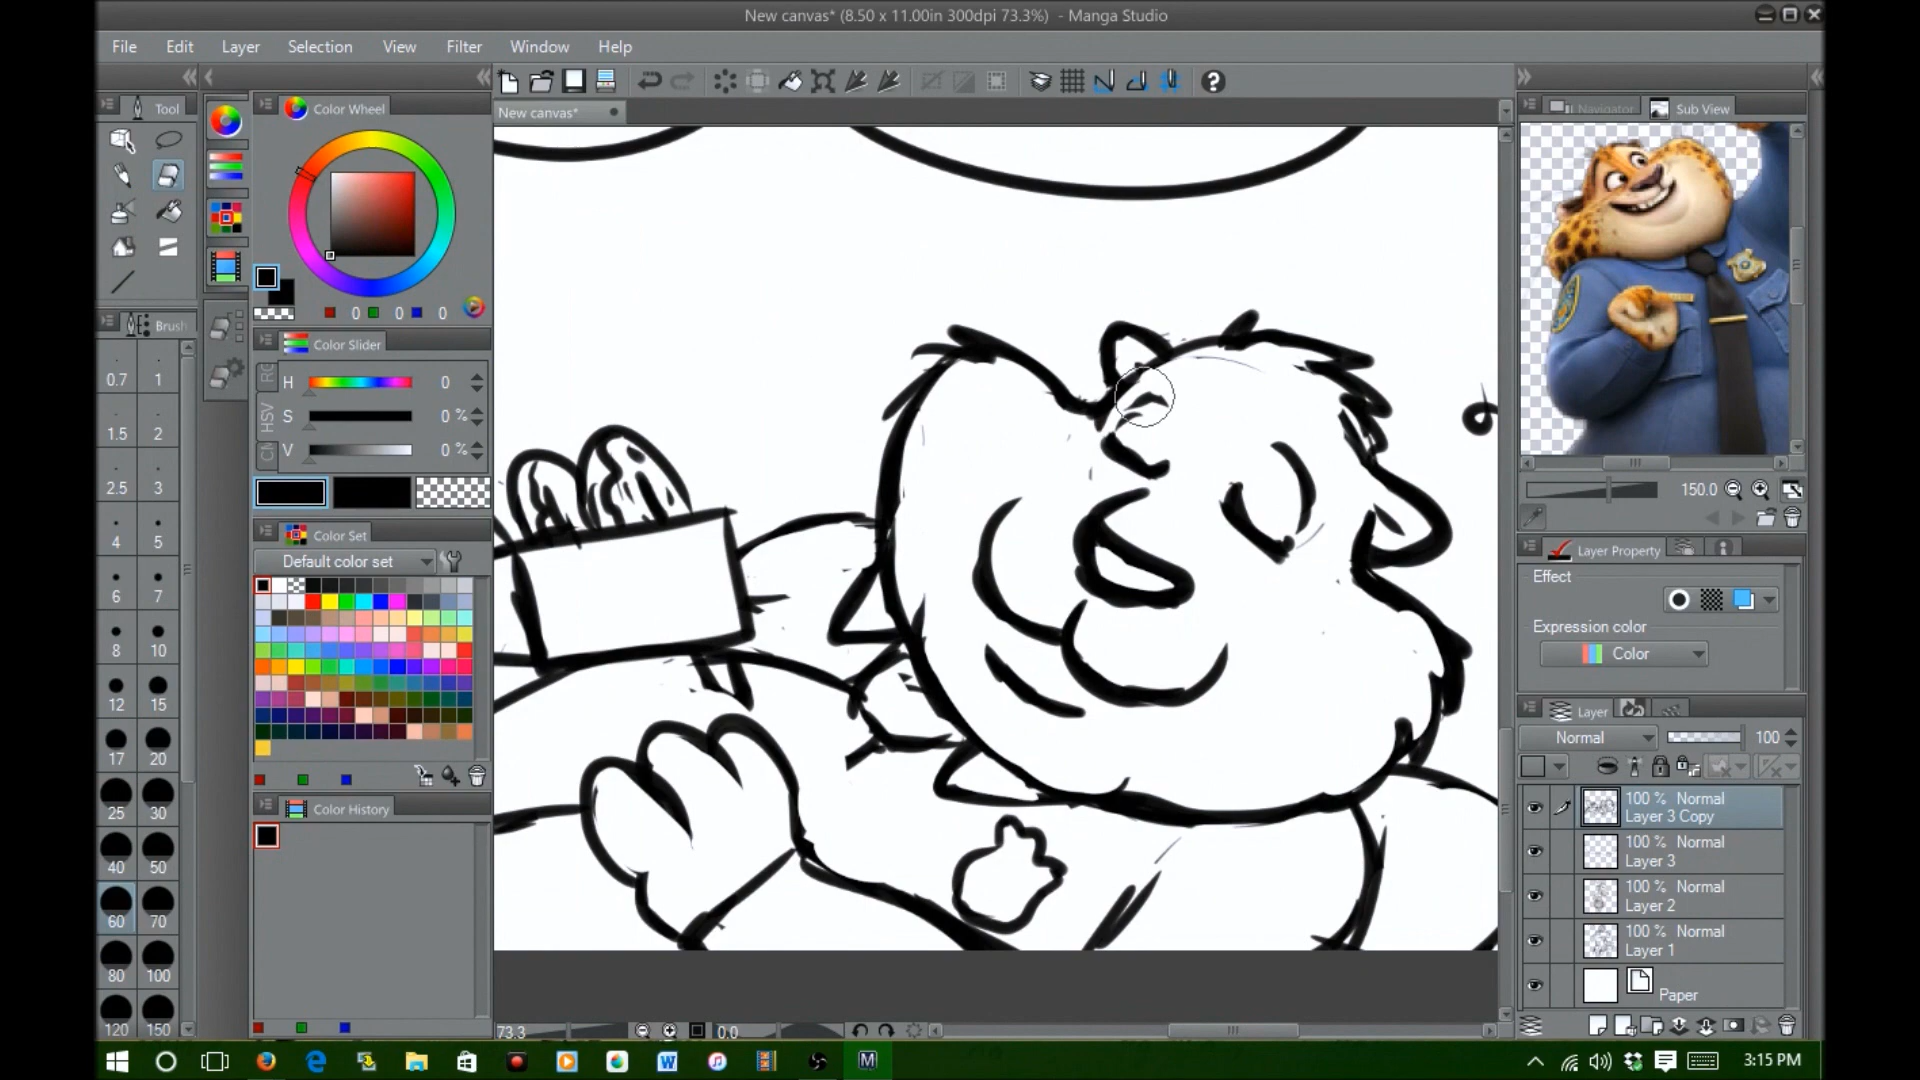 New canvas* (8.50 x 11.00in 300dpi 73.3%) - Manga Studio
File Edit Layer Selection View Filter Window Help
New canvas*
Tool
Color Wheel
Navigator
Sub View
0 0 0
Brush
Color Slider
H 0
S 0 %
HSV
V 0 %
0.7 1
1.5 2
2.5 3
4 5
6 7
8 10
12 15
17 20
25 30
40 50
60 70
80 100
120 150
Color Set
Default color set
Color History
150.0
Layer Property
Effect
Expression color
Color
Layer
Normal 100
100 % Normal
Layer 3 Copy
100 % Normal
Layer 3
100 % Normal
Layer 2
100 % Normal
Layer 1
Paper
73.3 0.0
3:15 PM